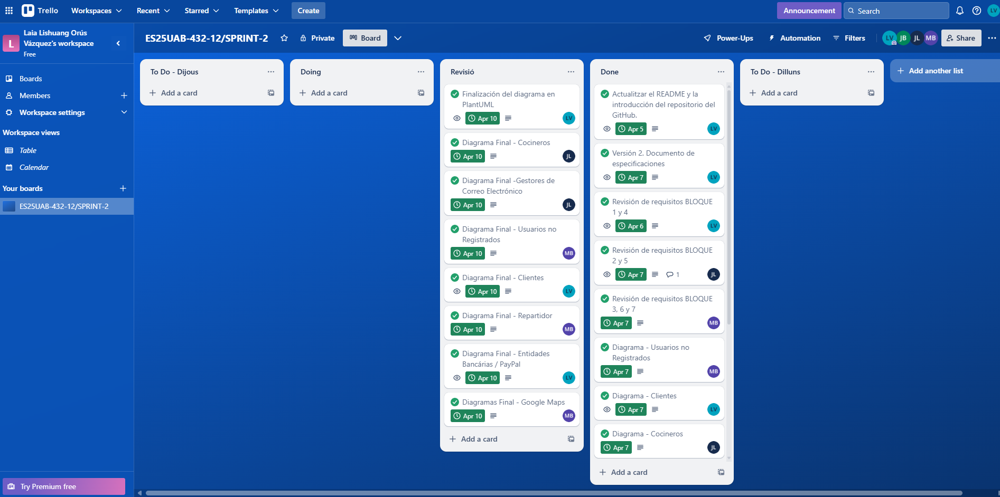 Trello
Workspaces
Recent
Starred
Templates
Create
Announcement
Search
LV
L
Laia Lishuang Orús
Vázquez's workspace
Free
ES25UAB-432-12/SPRINT-2
Private
Board
Power-Ups
Automation
Filters
LV
JB
JL
MB
Share
Boards
Members
Workspace settings
Workspace views
Table
Calendar
Your boards
ES25UAB-432-12/SPRINT-2
Try Premium free
To Do - Dijous
Add a card
Doing
Add a card
Revisió
Finalización del diagrama en
PlantUML
Apr 10
LV
Diagrama Final - Cocineros
Apr 10
JL
Diagrama Final -Gestores de
Correo Electrónico
Apr 10
JL
Diagrama Final - Usuarios no
Registrados
Apr 10
MB
Diagrama Final - Clientes
Apr 10
LV
Diagrama Final - Repartidor
Apr 10
MB
Diagrama Final - Entidades
Bancárias / PayPal
Apr 10
LV
Diagramas Final - Google Maps
Apr 10
MB
Add a card
Done
Actualitzar el README y la
introducción del repositorio del
GitHub.
Apr 5
LV
Versión 2. Documento de
especificaciones
Apr 7
LV
Revisión de requisitos BLOQUE
1 y 4
Apr 6
LV
Revisión de requisitos BLOQUE
2 y 5
Apr 7
1
JL
Revisión de requisitos BLOQUE
3, 6 y 7
Apr 7
MB
Diagrama - Usuarios no
Registrados
Apr 7
MB
Diagrama - Clientes
Apr 7
LV
Diagrama - Cocineros
Apr 7
JL
Add a card
To Do - Dilluns
Add a card
Add another list